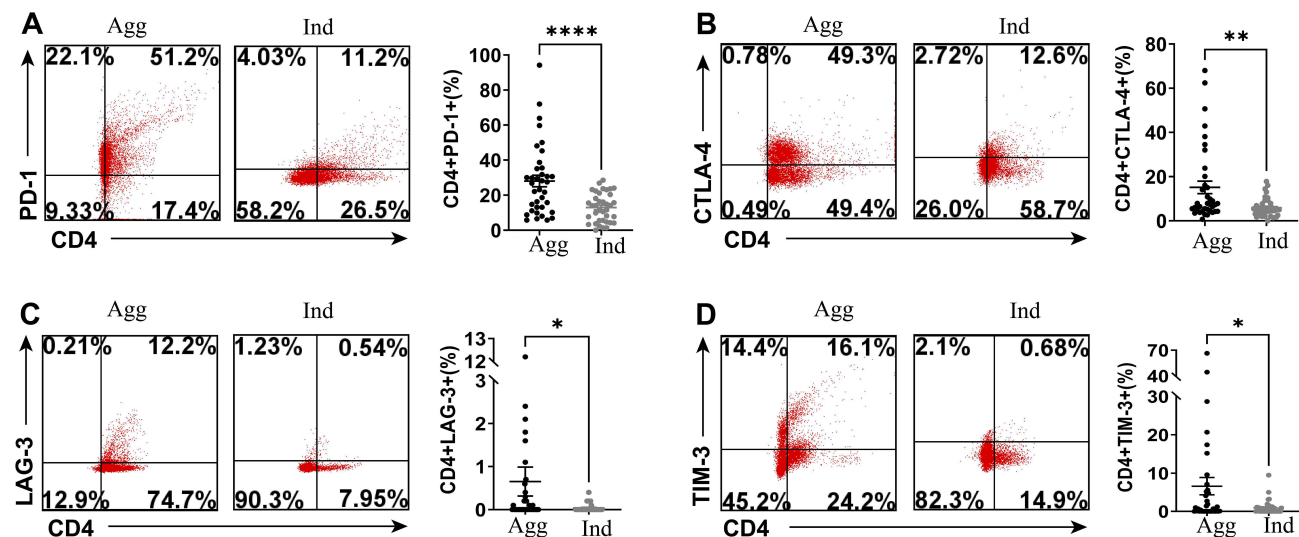 A
Agg
Ind
22.1% 51.2%
9.33% 17.4%
4.03% 11.2%
58.2% 26.5%
PD-1
CD4
****
CD4+PD-1+(%)
100
80
60
40
20
0
Agg Ind
B
Agg
Ind
0.78% 49.3%
0.49% 49.4%
2.72% 12.6%
26.0% 58.7%
CTLA-4
CD4
**
CD4+CTLA-4+(%)
80
60
40
20
0
Agg Ind
C
Agg
Ind
0.21% 12.2%
12.9% 74.7%
1.23% 0.54%
90.3% 7.95%
LAG-3
CD4
*
CD4+LAG-3+(%)
13
12
3
2
1
0
Agg Ind
D
Agg
Ind
14.4% 16.1%
45.2% 24.2%
2.1% 0.68%
82.3% 14.9%
TIM-3
CD4
*
CD4+TIM-3+(%)
70
40
30
20
10
0
Agg Ind